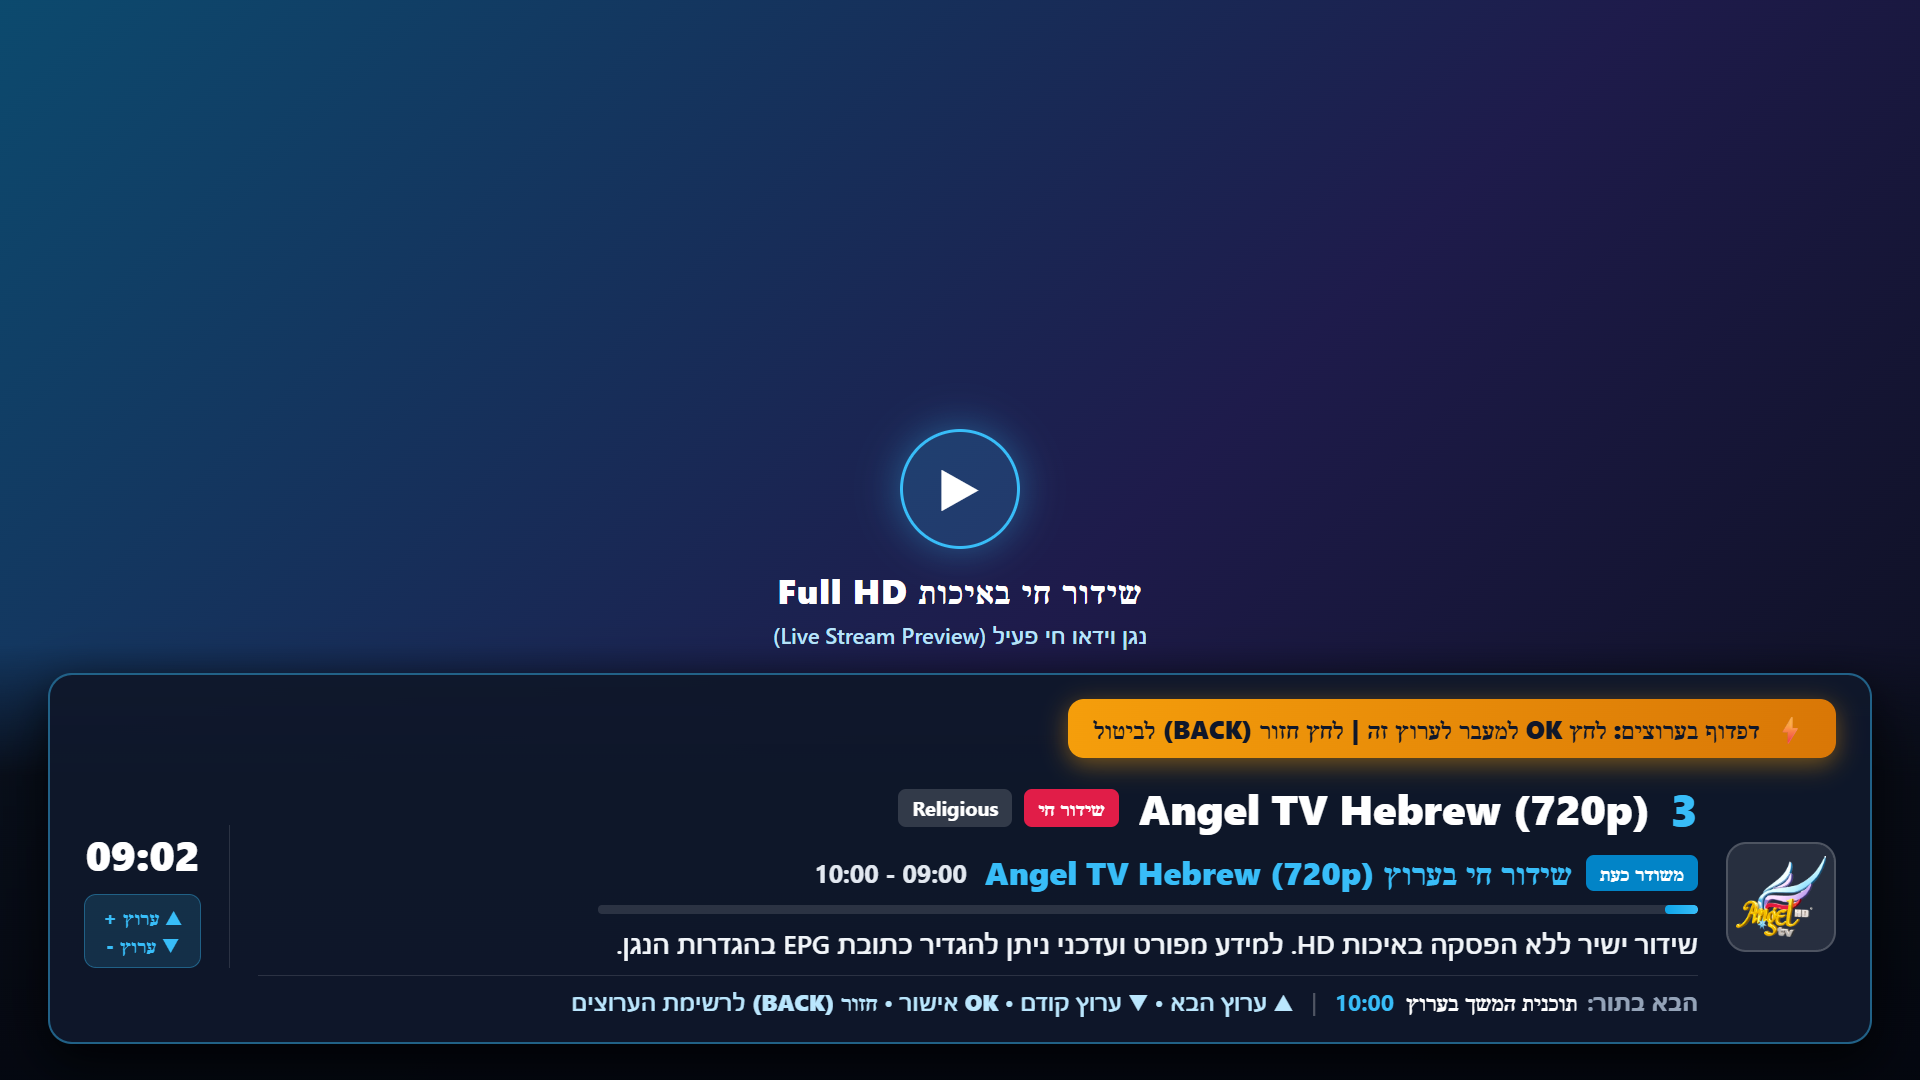 שידור חי באיכות Full HD
נגן וידאו חי פעיל (Live Stream Preview)
דפדוף בערוצים: לחץ OK למעבר לערוץ זה | לחץ חזור (BACK) לביטול
3 Angel TV Hebrew (720p) שידור חי Religious
משודר כעת שידור חי בערוץ Angel TV Hebrew (720p) 09:00 - 10:00
שידור ישיר ללא הפסקה באיכות HD. למידע מפורט ועדכני ניתן להגדיר כתובת EPG בהגדרות הנגן.
הבא בתור: תוכנית המשך בערוץ 10:00 | ▲ ערוץ הבא • ▼ ערוץ קודם • OK אישור • חזור (BACK) לרשימת הערוצים
Angel HD
tv
09:02
▲ ערוץ +
▼ ערוץ -